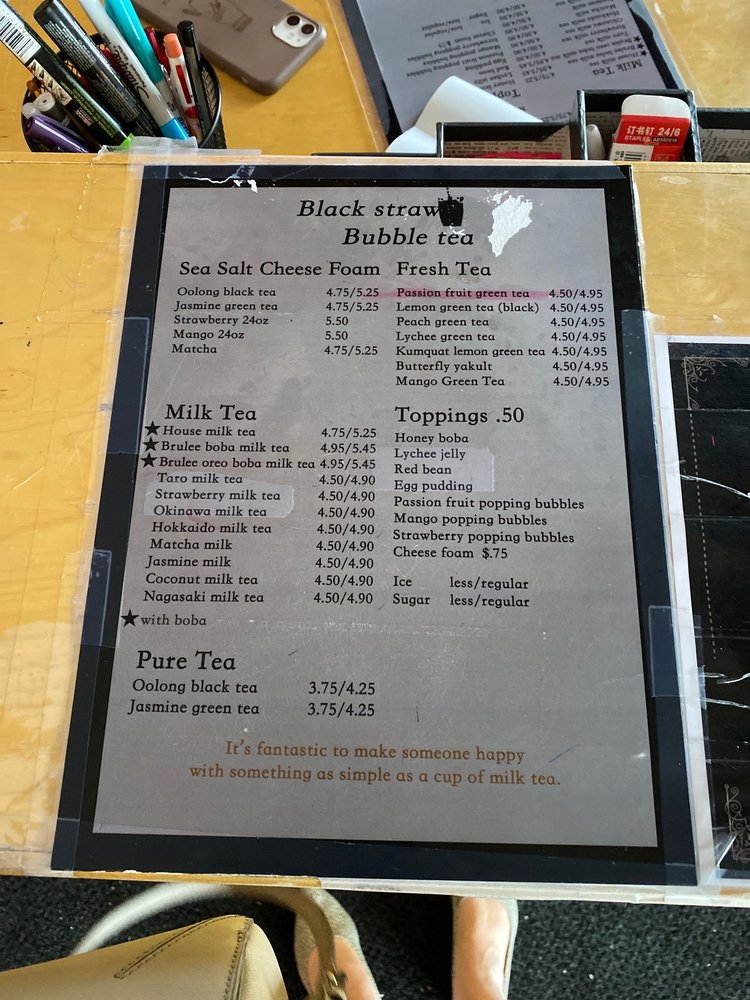 Black straw
Bubble tea
Sea Salt Cheese Foam
Oolong black tea 4.75/5.25
Jasmine green tea 4.75/5.25
Strawberry 24oz 5.50
Mango 24oz 5.50
Matcha 4.75/5.25
Fresh Tea
Passion fruit green tea 4.50/4.95
Lemon green tea (black) 4.50/4.95
Peach green tea 4.50/4.95
Lychee green tea 4.50/4.95
Kumquat lemon green tea 4.50/4.95
Butterfly yakult 4.50/4.95
Mango Green Tea 4.50/4.95
Milk Tea
★House milk tea 4.75/5.25
★Brulee boba milk tea 4.95/5.45
★Brulee oreo boba milk tea 4.95/5.45
Taro milk tea 4.50/4.90
Strawberry milk tea 4.50/4.90
Okinawa milk tea 4.50/4.90
Hokkaido milk tea 4.50/4.90
Matcha milk 4.50/4.90
Jasmine milk 4.50/4.90
Coconut milk tea 4.50/4.90
Nagasaki milk tea 4.50/4.90
★with boba
Toppings .50
Honey boba
Lychee jelly
Red bean
Egg pudding
Passion fruit popping bubbles
Mango popping bubbles
Strawberry popping bubbles
Cheese foam $.75
Ice less/regular
Sugar less/regular
Pure Tea
Oolong black tea 3.75/4.25
Jasmine green tea 3.75/4.25
It's fantastic to make someone happy
with something as simple as a cup of milk tea.
订书钉 24/6
STAPLES
Milk Tea